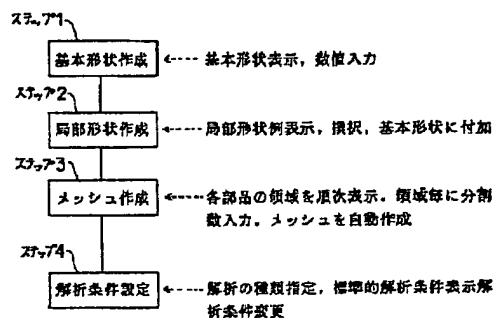 ステップ1
基本形状作成
基本形状表示，数値入力
ステップ2
局部形状作成
局部形状例表示，撰択，基本形状に付加
ステップ3
メッシュ作成
各部品の領域を順次表示，領域毎に分割
数入力，メッシュを自動作成
ステップ4
解析条件設定
解析の種類指定，標準的解析条件表示解
析条件変更